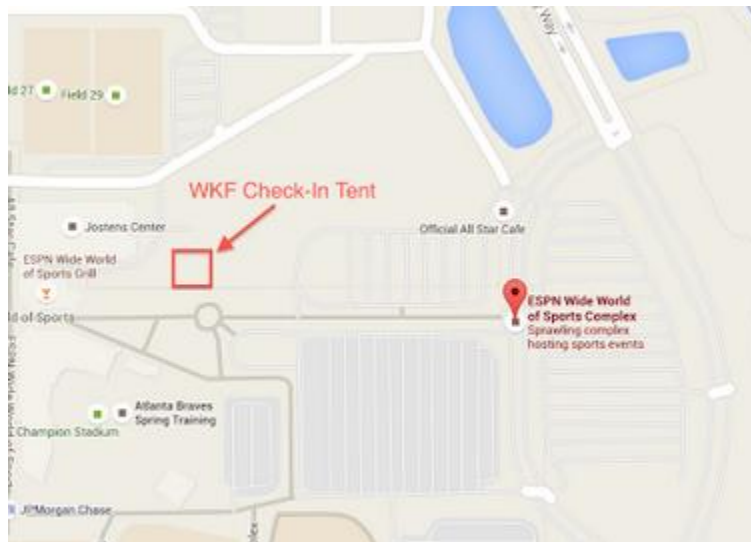 Way
Field 29
WKF Check-In Tent
Jostens Center
Official All Star Cafe
ESPN Wide World
of Sports Grill
ESPN Wide World
of Sports Complex
Sprawling complex
hosting sports events
ld of Sports
Atlanta Braves
Spring Training
Champion Stadium
JPMorgan Chase